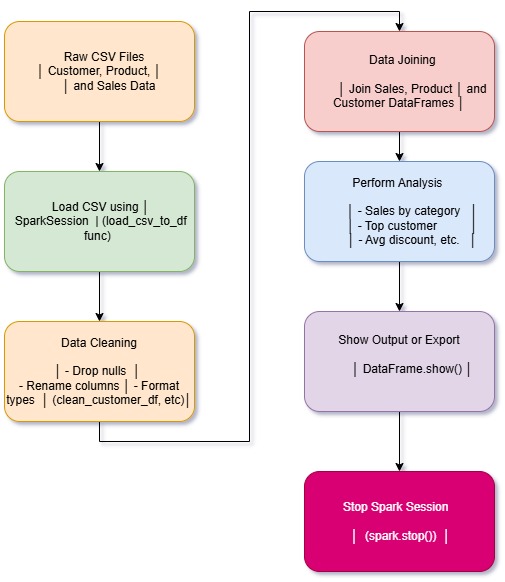 Raw CSV Files
| Customer, Product, |
| and Sales Data
Load CSV using |
SparkSession | (load_csv_to_df
func)
Data Cleaning
| - Drop nulls |
- Rename columns | - Format
types | (clean_customer_df, etc)|
Data Joining
| Join Sales, Product | and
Customer DataFrames |
Perform Analysis
| - Sales by category |
| - Top customer |
| - Avg discount, etc. |
Show Output or Export
| DataFrame.show() |
Stop Spark Session
| (spark.stop()) |